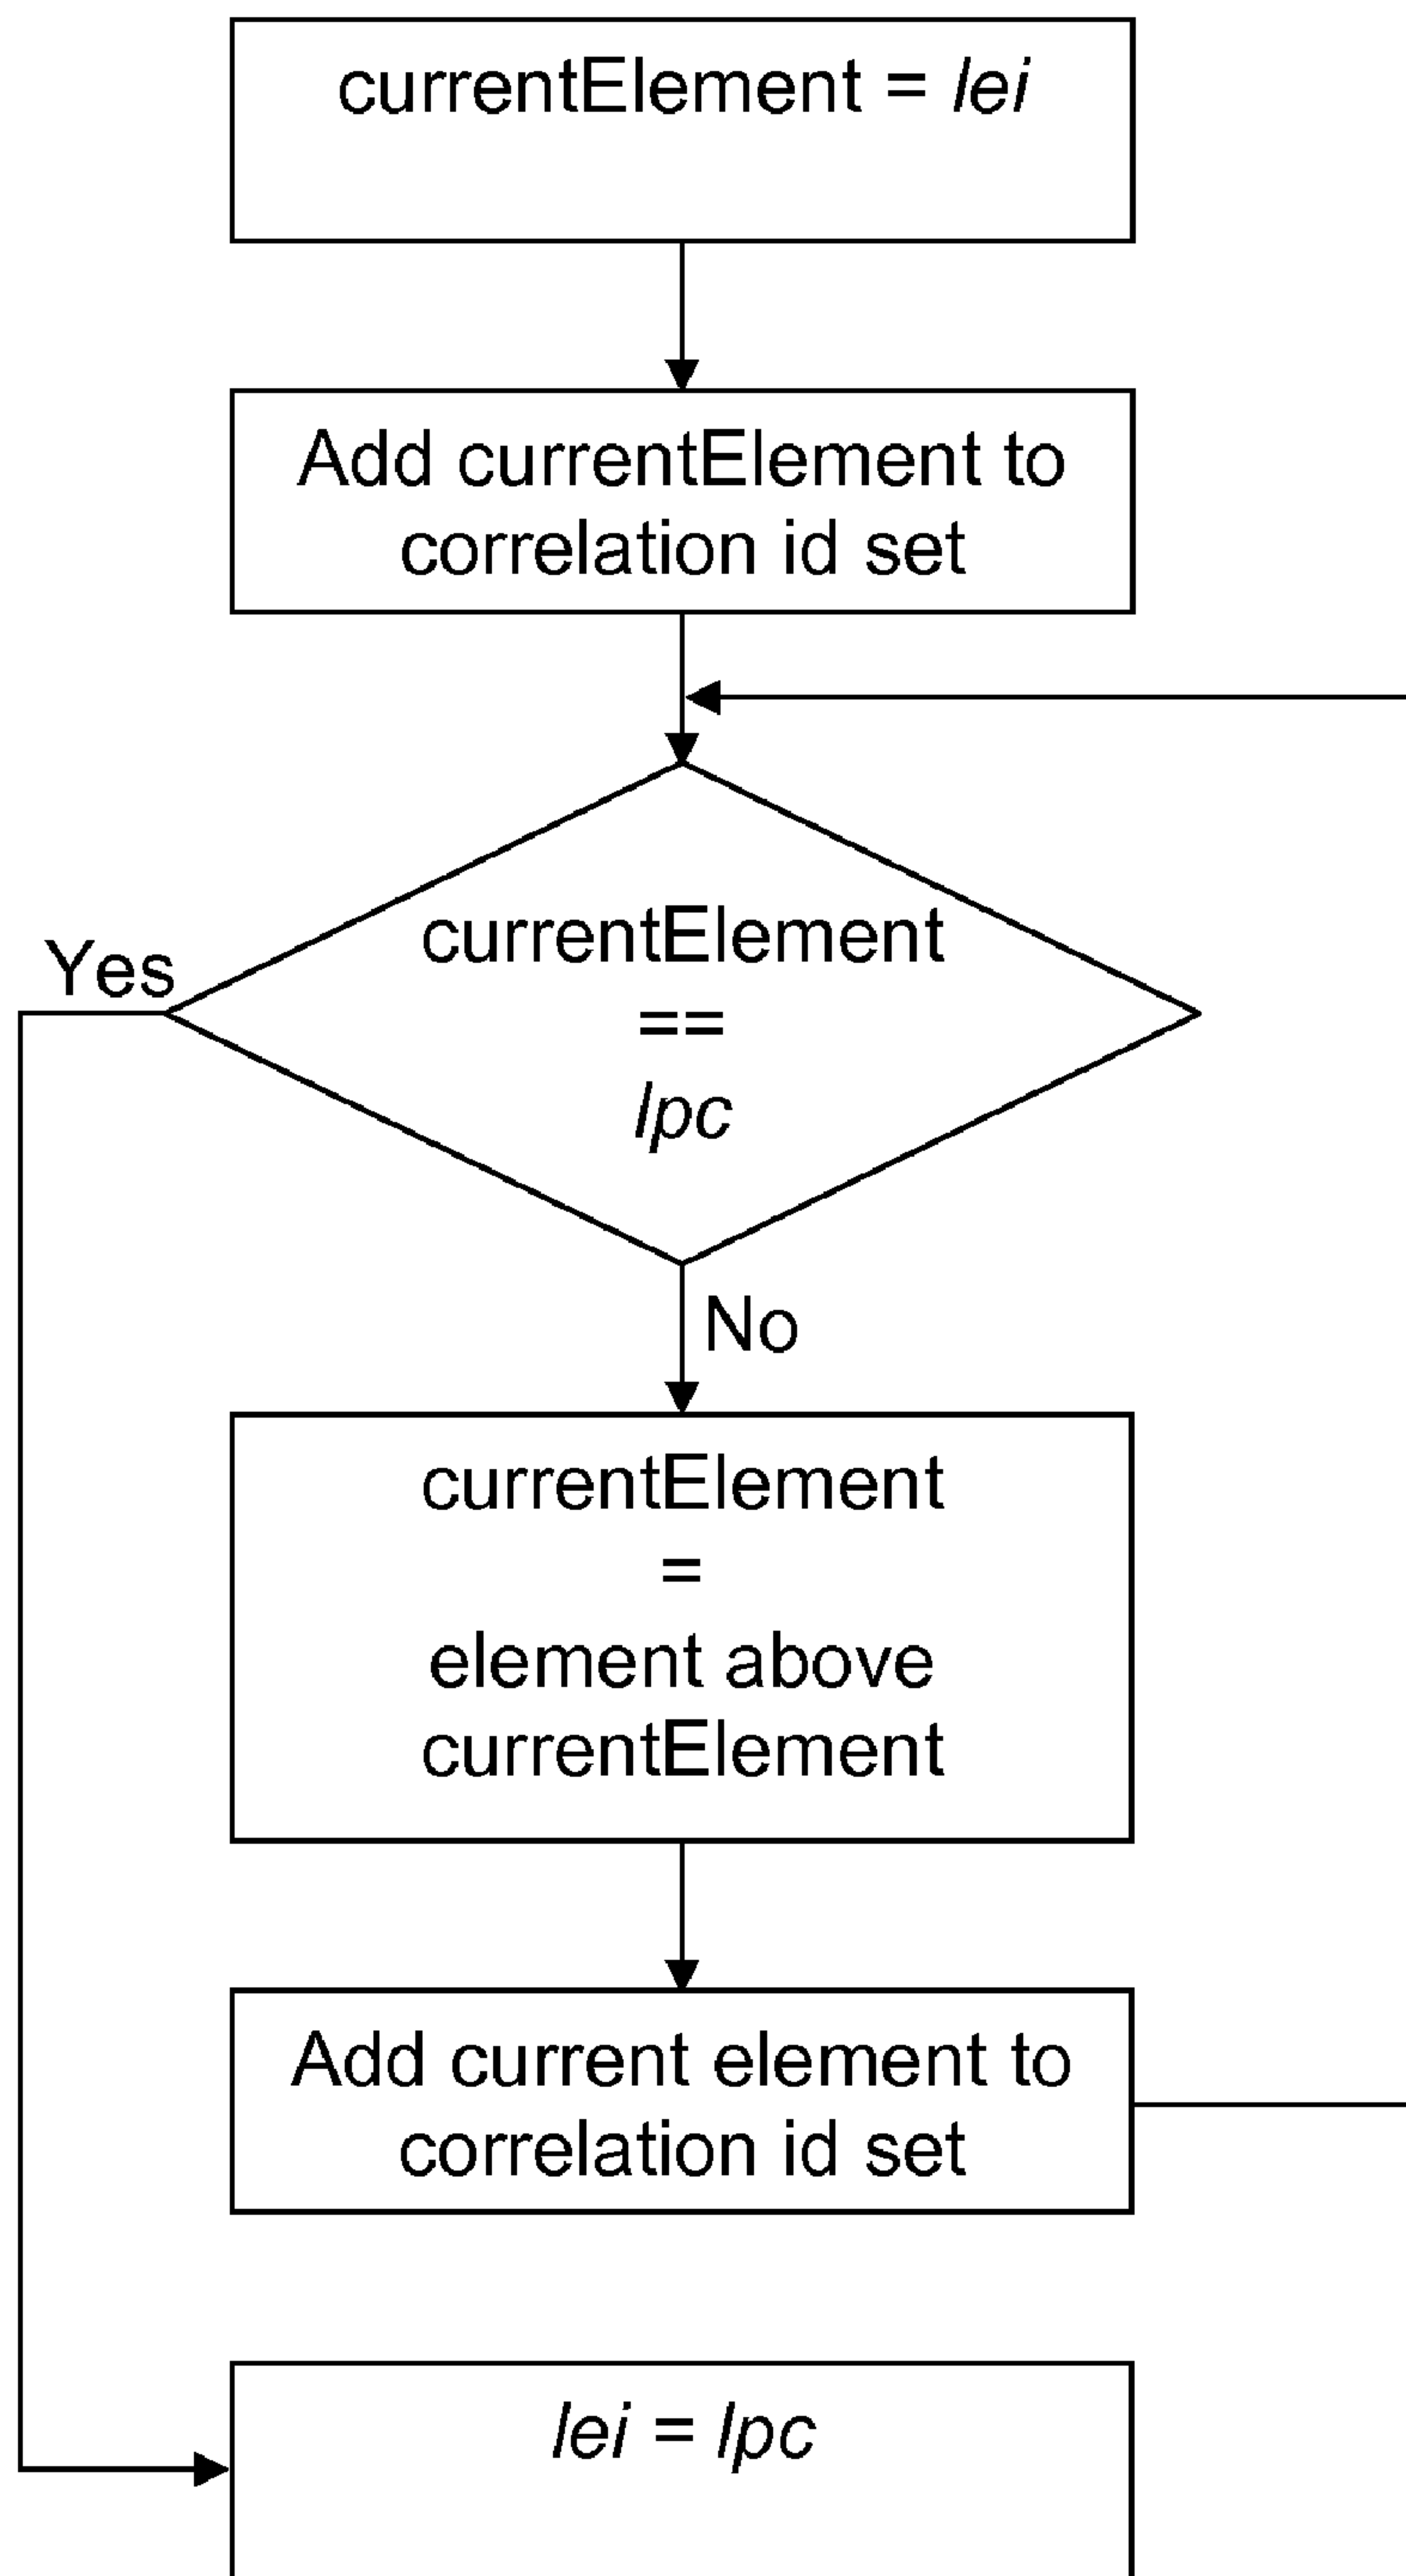 currentElement = lei
Add currentElement to
correlation id set
currentElement
==
lpc
Yes
No
currentElement
=
element above
currentElement
Add current element to
correlation id set
lei = lpc